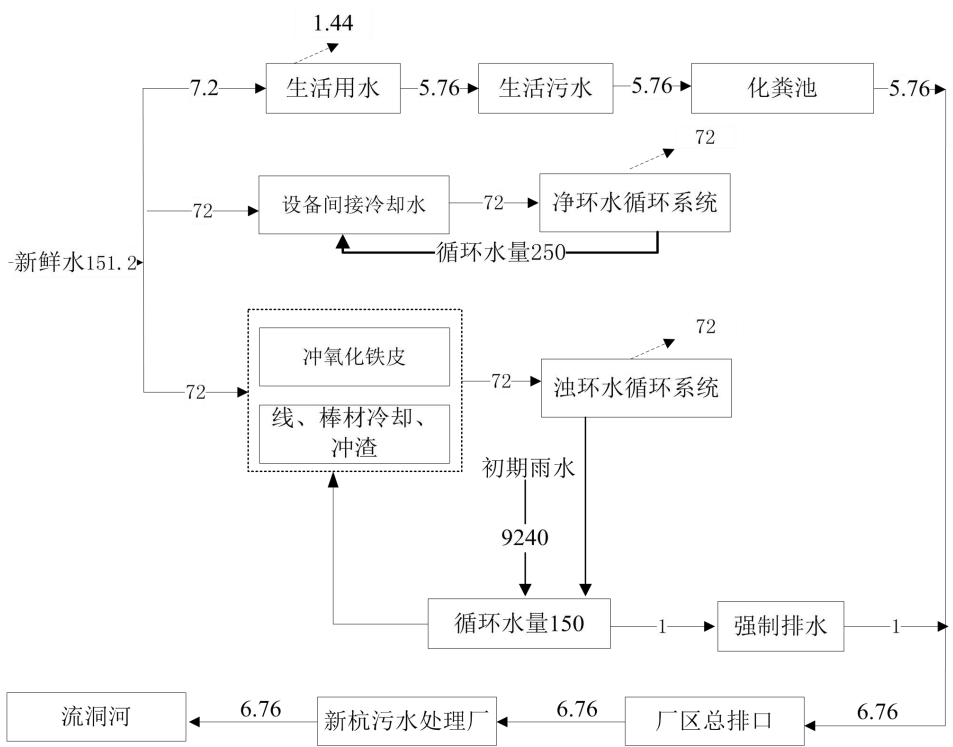 1.44
7.2
生活用水
5.76
生活污水
5.76
化粪池
5.76
72
72
设备间接冷却水
72
净环水循环系统
循环水量250
新鲜水151.2
72
冲氧化铁皮
72
浊环水循环系统
72
线、棒材冷却、
冲渣
初期雨水
9240
循环水量150
1
强制排水
1
流洞河
6.76
新杭污水处理厂
6.76
厂区总排口
6.76